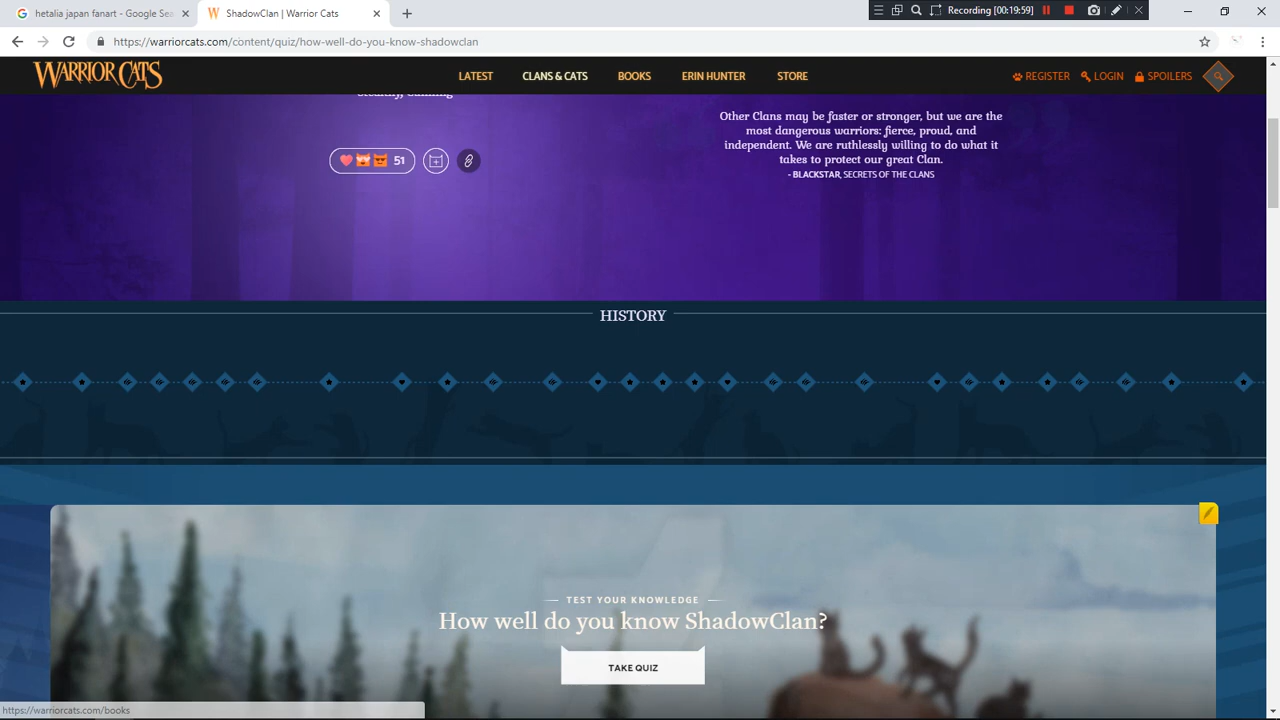 hetalia japan fanart - Google Sea
ShadowClan | Warrior Cats
Recording [00:19:59]
https://warriorcats.com/content/quiz/how-well-do-you-know-shadowclan
WARRIOR CATS
LATEST
CLANS & CATS
BOOKS
ERIN HUNTER
STORE
REGISTER
LOGIN
SPOILERS
Stealthy, Cunning
51
Other Clans may be faster or stronger, but we are the
most dangerous warriors: fierce, proud, and
independent. We are ruthlessly willing to do what it
takes to protect our great Clan.
- BLACKSTAR, SECRETS OF THE CLANS
HISTORY
TEST YOUR KNOWLEDGE
How well do you know ShadowClan?
TAKE QUIZ
https://warriorcats.com/books